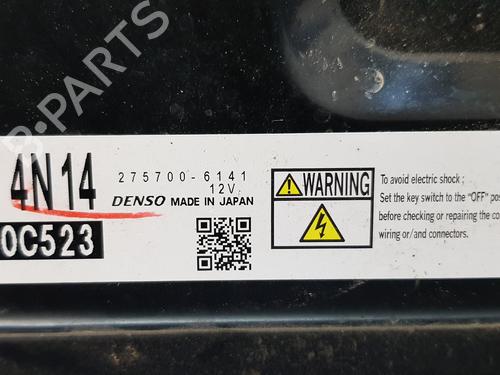 B-PARTS
4N14
275700-6141
12V
DENSO MADE IN JAPAN
0C523
WARNING
To avoid electric shock ;
Set the key switch to the "OFF" pos
before checking or repairing the co
wiring or/and connectors.